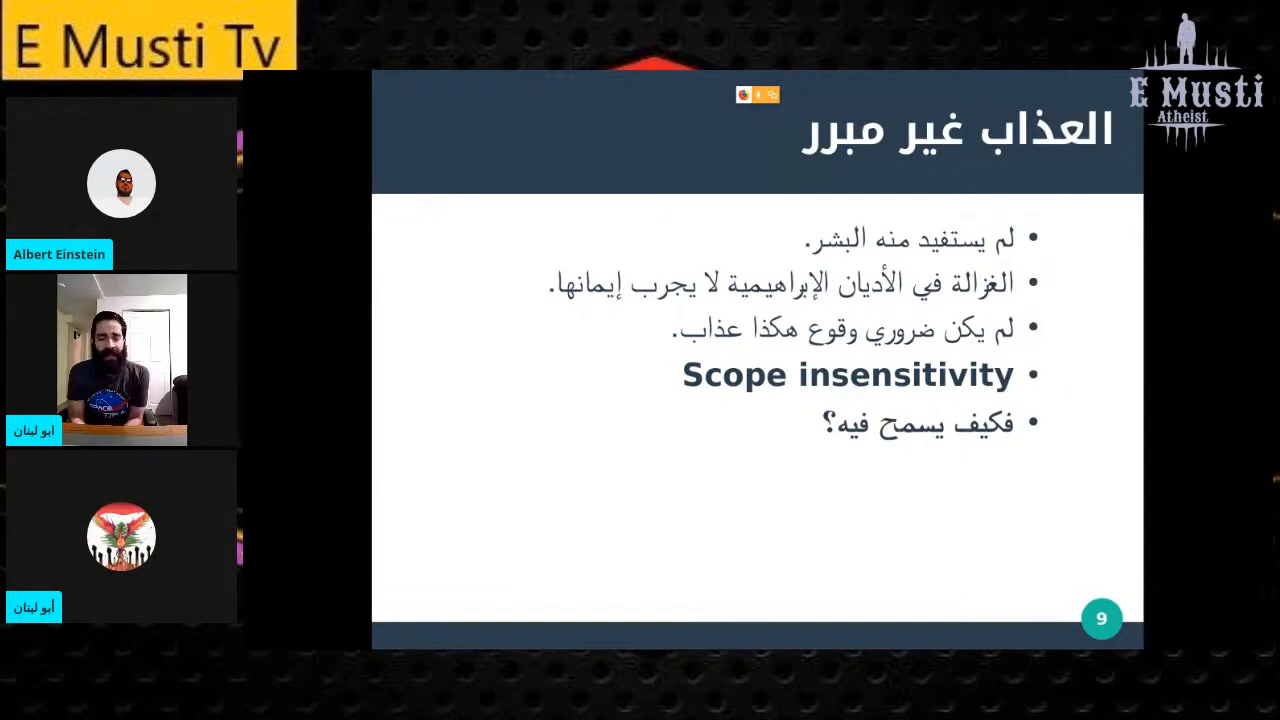 E Musti Tv
E Musti
Atheist
العذاب غير مبرر
لم يستفيد منه البشر.
الغزالة في الأديان الإبراهيمية لا يجرب إيمانها.
لم يكن ضروري وقوع هكذا عذاب.
Scope insensitivity
فكيف يسمح فيه؟
9
Albert Einstein
ابو لبنان
أبو لبنان